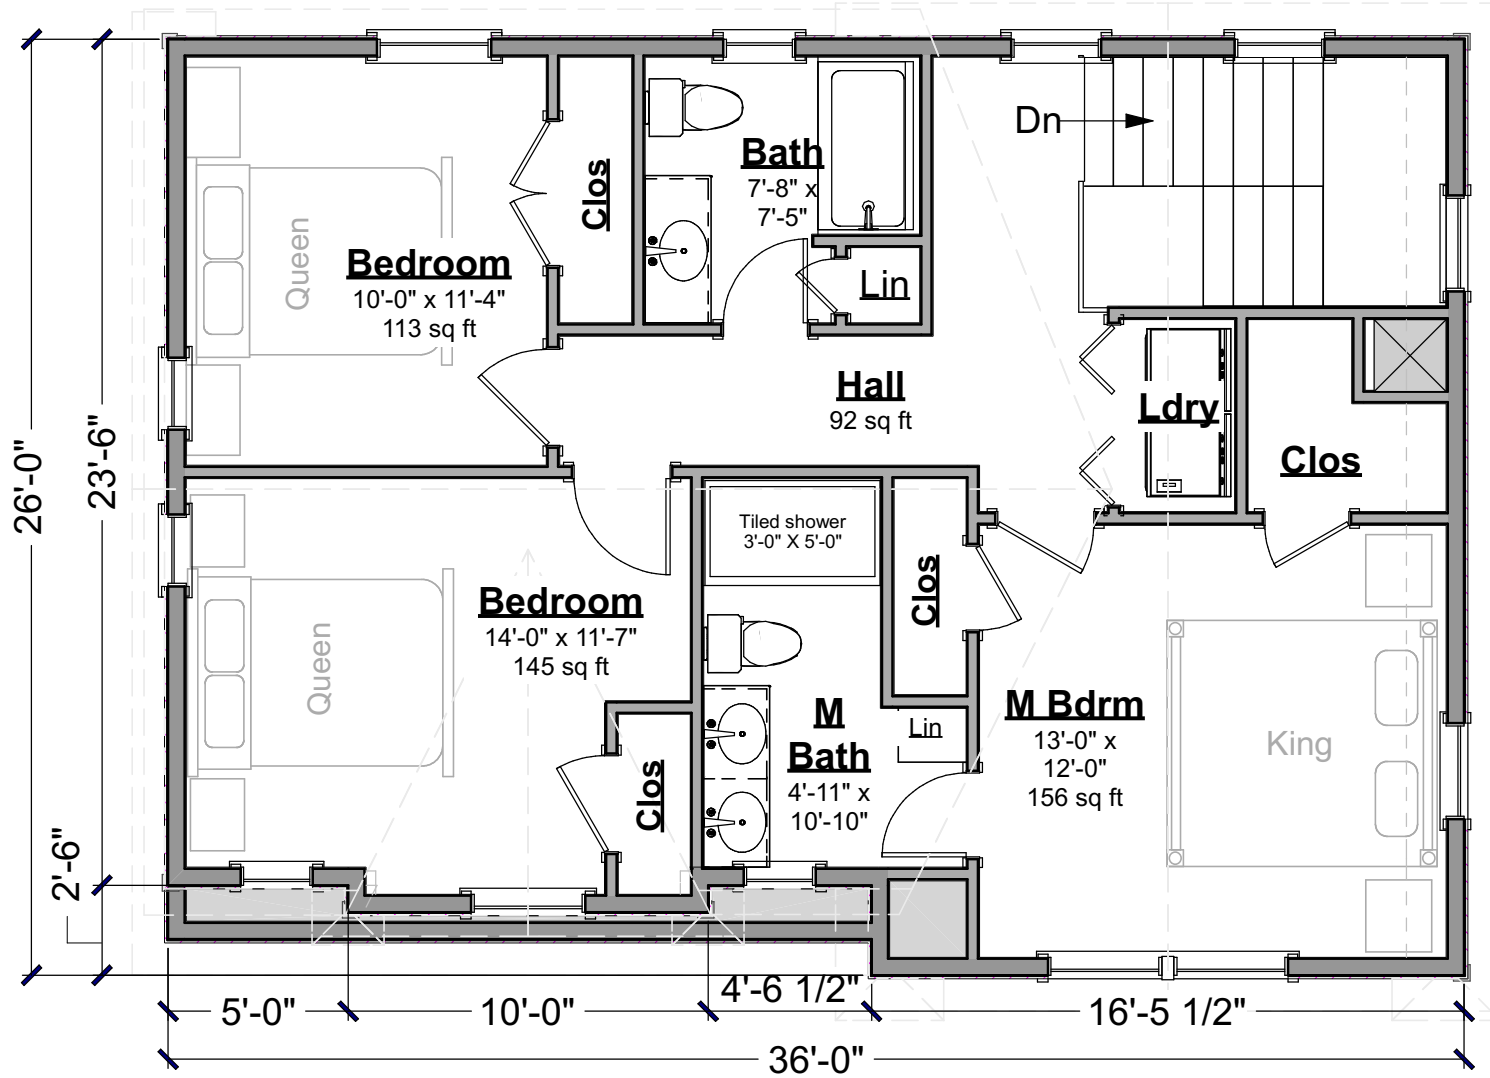 Dn
Bath
7'-8" x
7'-5"
Clos
Queen
Bedroom
10'-0" x 11'-4"
113 sq ft
Lin
Hall
92 sq ft
Ldry
Clos
26'-0"
23'-6"
Tiled shower
3'-0" X 5'-0"
Clos
Bedroom
14'-0" x 11'-7"
145 sq ft
Queen
M
Bath
4'-11" x
10'-10"
Lin
M Bdrm
13'-0" x
12'-0"
156 sq ft
King
Clos
2'-6"
5'-0"
10'-0"
4'-6 1/2"
16'-5 1/2"
36'-0"